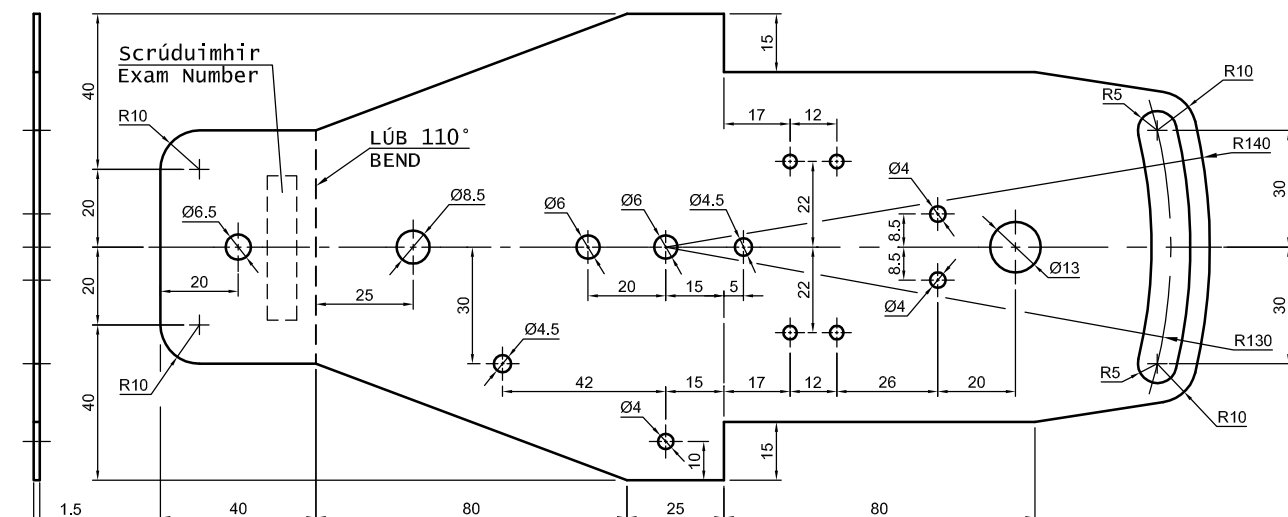 Scrúduimhir
Exam Number
LÚB 110°
BEND
15
40
R10
17
12
R5
R10
R140
30
Ø6.5
20
Ø8.5
Ø6
Ø6
Ø4.5
22
Ø4
8.5
Ø13
20
20
25
30
20
15
5
22
8.5
Ø4
30
R130
R10
Ø4.5
42
15
17
12
26
20
R5
R10
40
Ø4
10
15
1.5
40
80
25
80